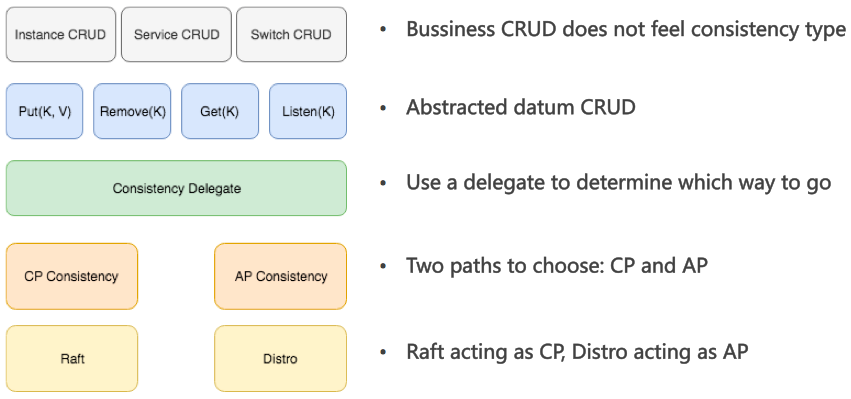 Instance CRUD Service CRUD Switch CRUD • Bussiness CRUD does not feel consistency type
Put(K, V) Remove(K) Get(K) Listen(K) • Abstracted datum CRUD
Consistency Delegate • Use a delegate to determine which way to go
CP Consistency AP Consistency • Two paths to choose: CP and AP
Raft Distro • Raft acting as CP, Distro acting as AP